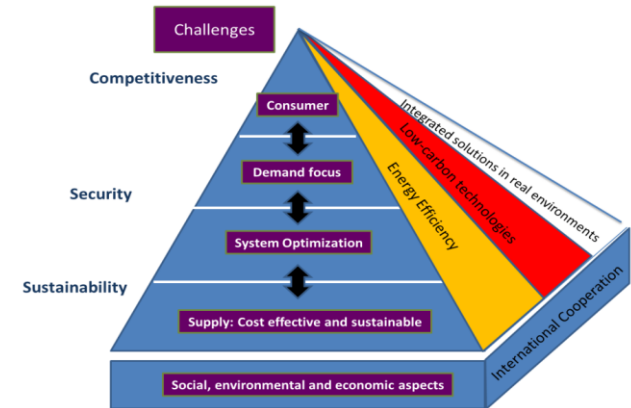 Challenges
Competitiveness
Consumer
Demand focus
Security
System Optimization
Sustainability
Supply: Cost effective and sustainable
Social, environmental and economic aspects
Energy Efficiency
Low-carbon technologies
Integrated solutions in real environments
International Cooperation